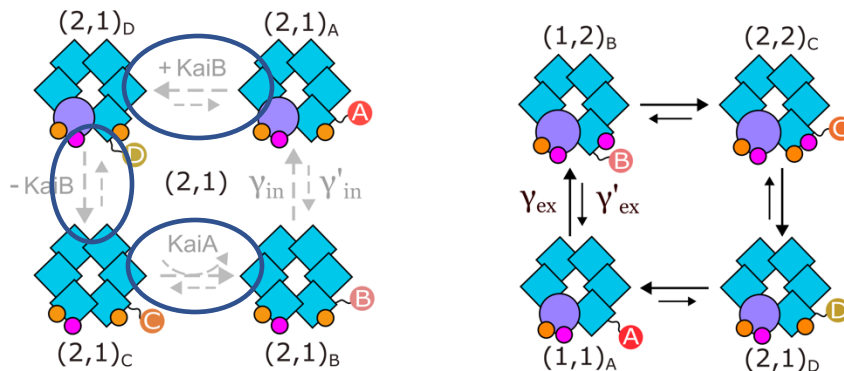 (2,1)D (2,1)A
+ KaiB
A
D
- KaiB (2,1) γin γ'in
KaiA
C B
(2,1)C (2,1)B
(1,2)B (2,2)C
B C
γex γ'ex
A D
(1,1)A (2,1)D